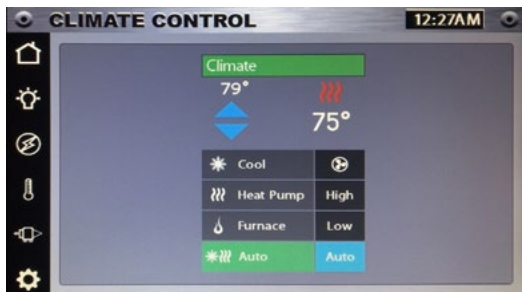 CLIMATE CONTROL 12:27AM
Climate
79°
75°
Cool
Heat Pump High
Furnace Low
Auto Auto